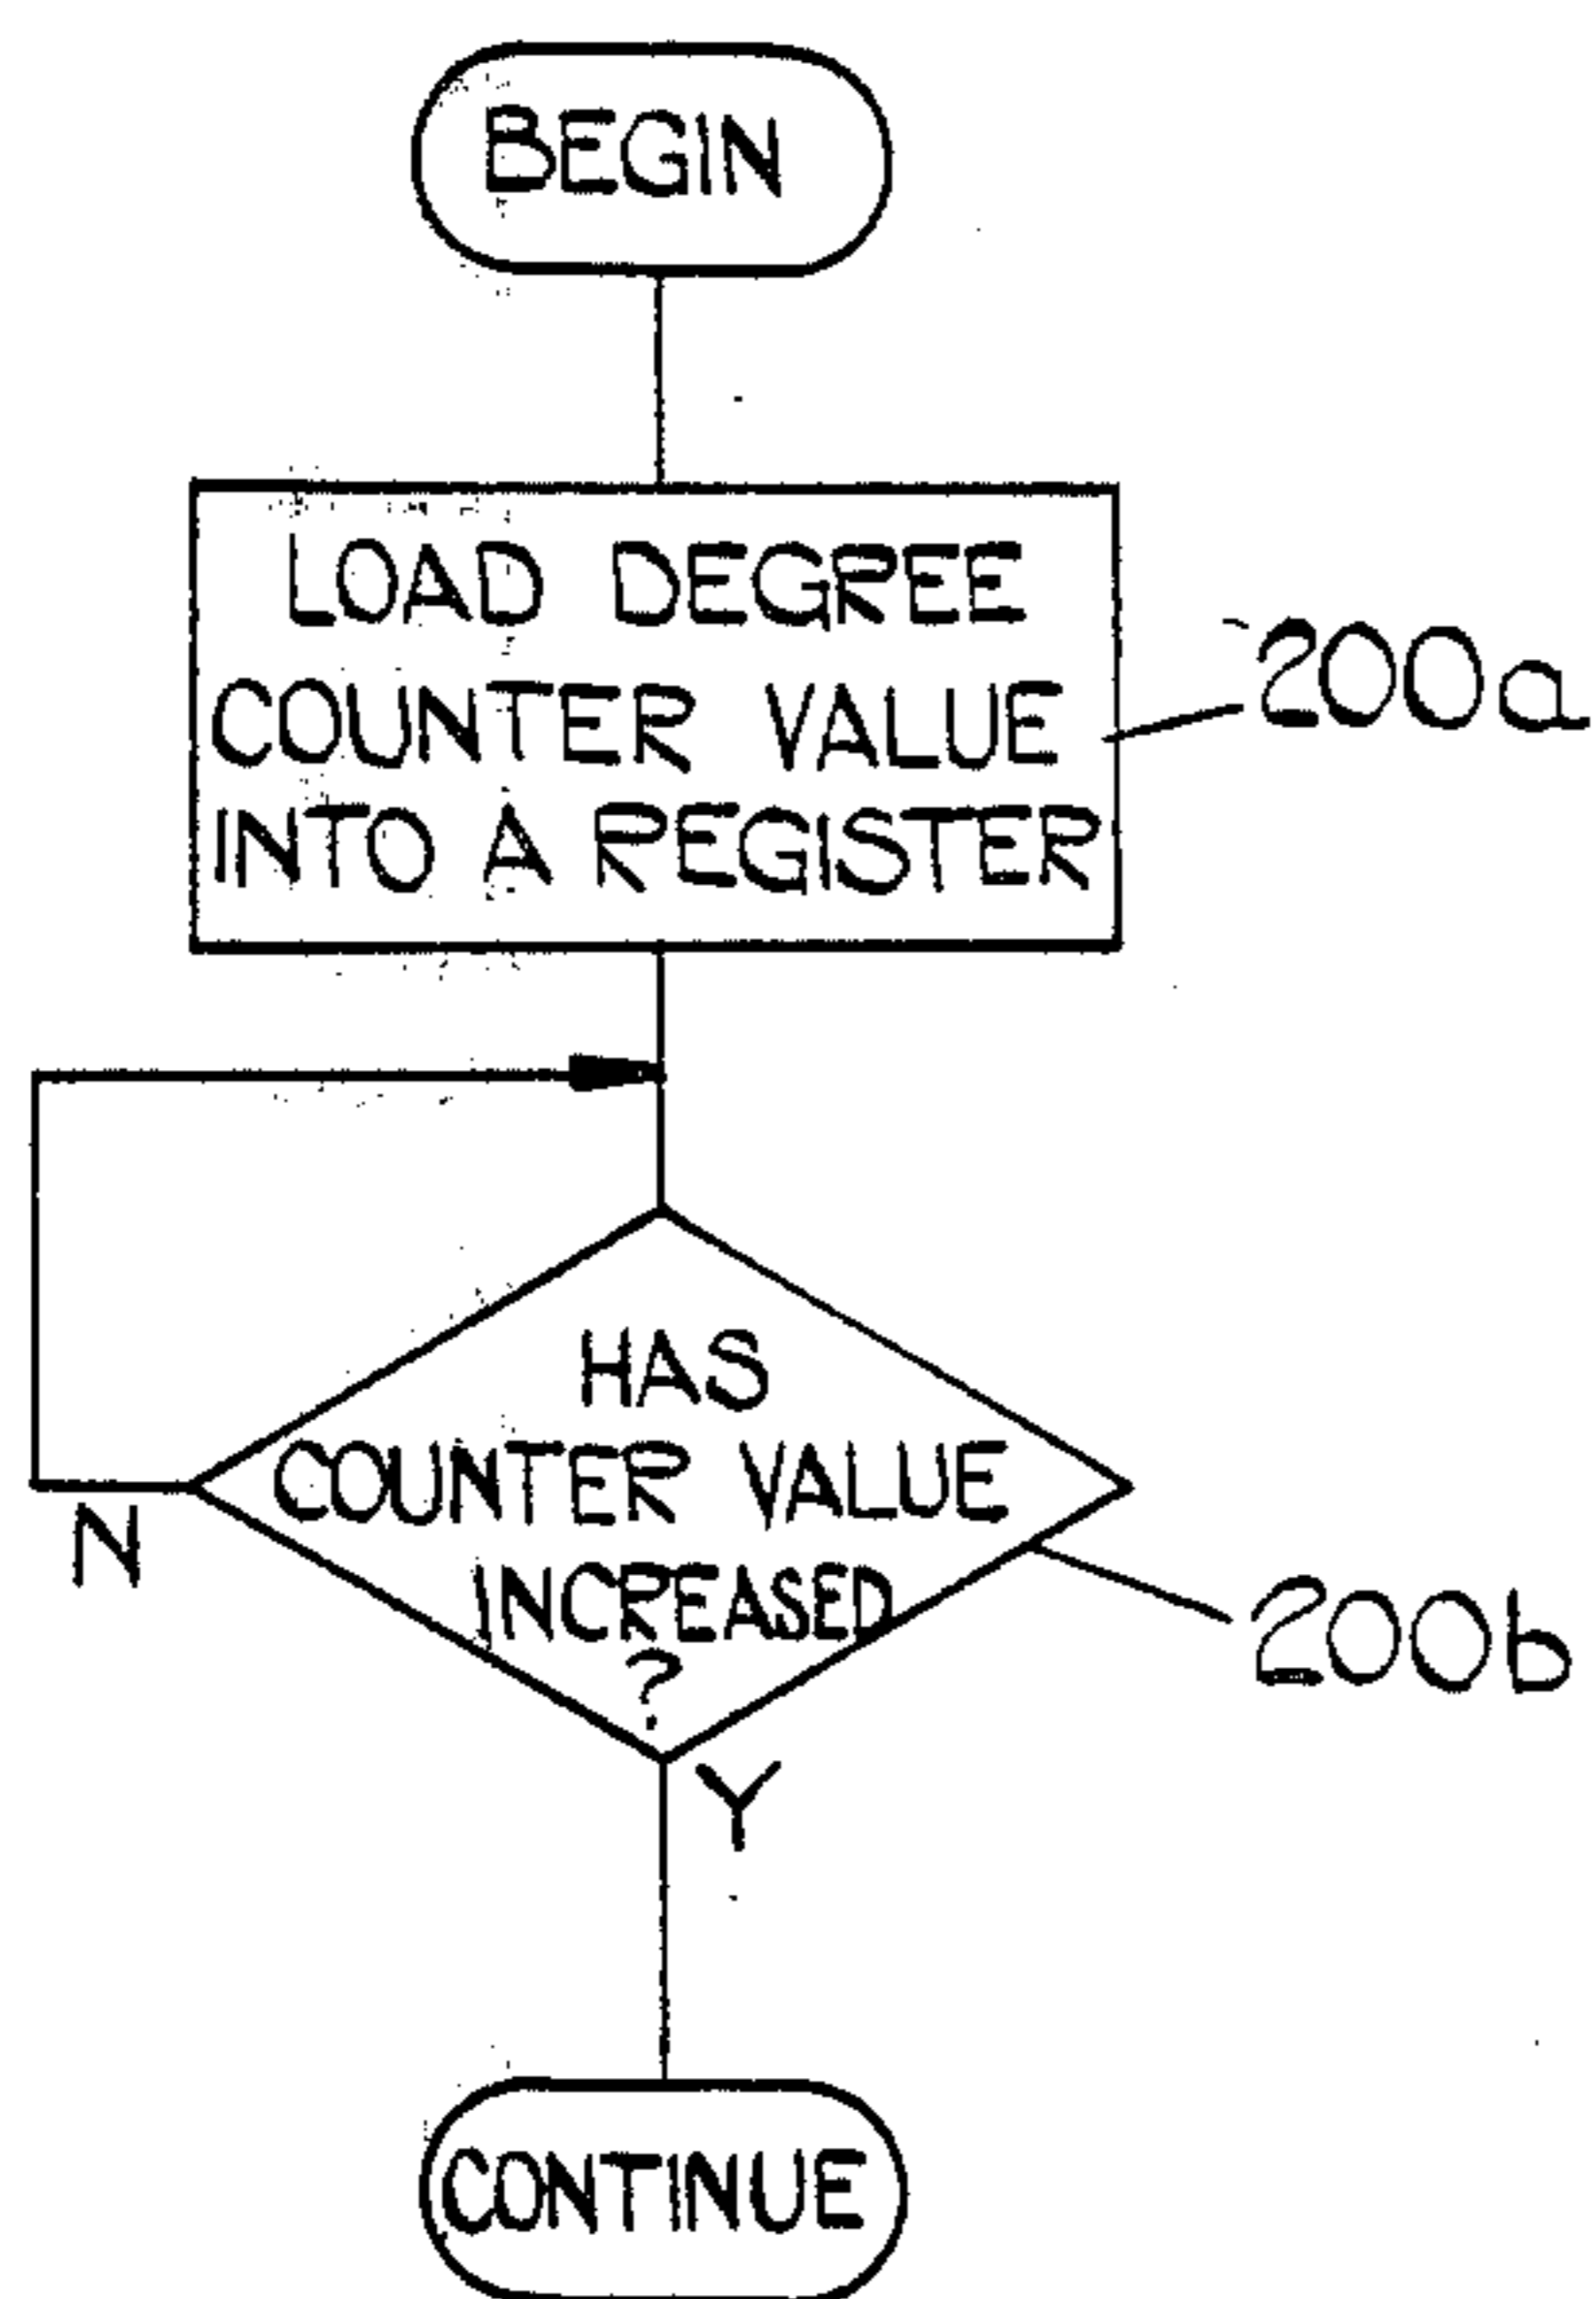 BEGIN
LOAD DEGREE
COUNTER VALUE
INTO A REGISTER
200a
HAS
COUNTER VALUE
INCREASED
?
N
200b
Y
CONTINUE